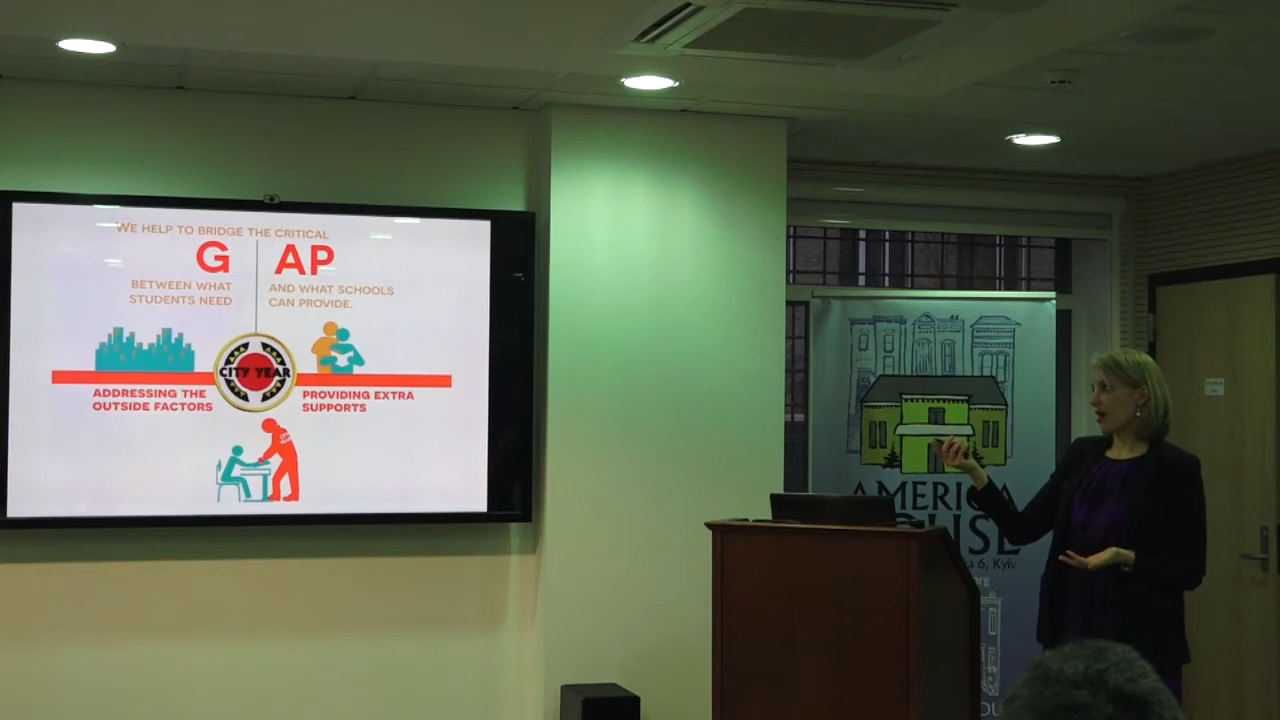 WE HELP TO BRIDGE THE CRITICAL
G AP
BETWEEN WHAT
STUDENTS NEED
AND WHAT SCHOOLS
CAN PROVIDE.
CITY YEAR
ADDRESSING THE
OUTSIDE FACTORS
PROVIDING EXTRA
SUPPORTS
AMERICA
6, Kyiv